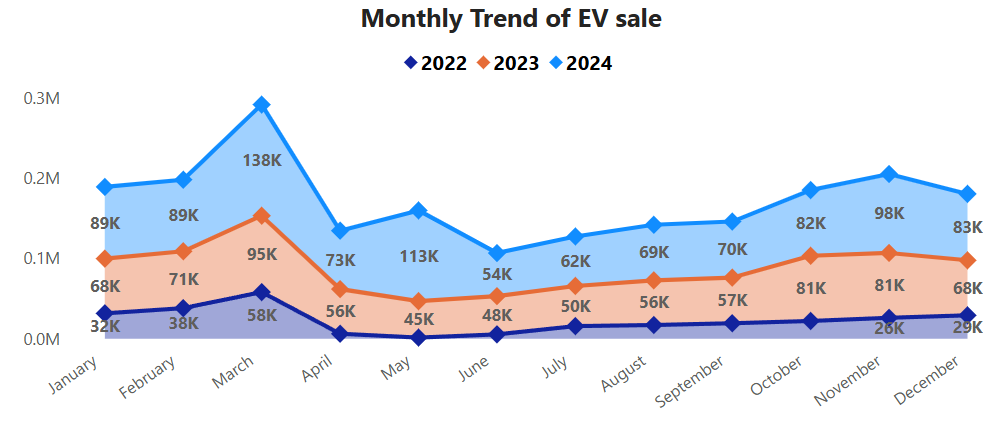 Monthly Trend of EV sale
2022 2023 2024
0.3M
0.2M
0.1M
0.0M
89K 89K 138K 73K 113K 54K 62K 69K 70K 82K 98K 83K
68K 71K 95K 56K 45K 48K 50K 56K 57K 81K 81K 68K
32K 38K 58K 26K 29K
January February March April May June July August September October November December